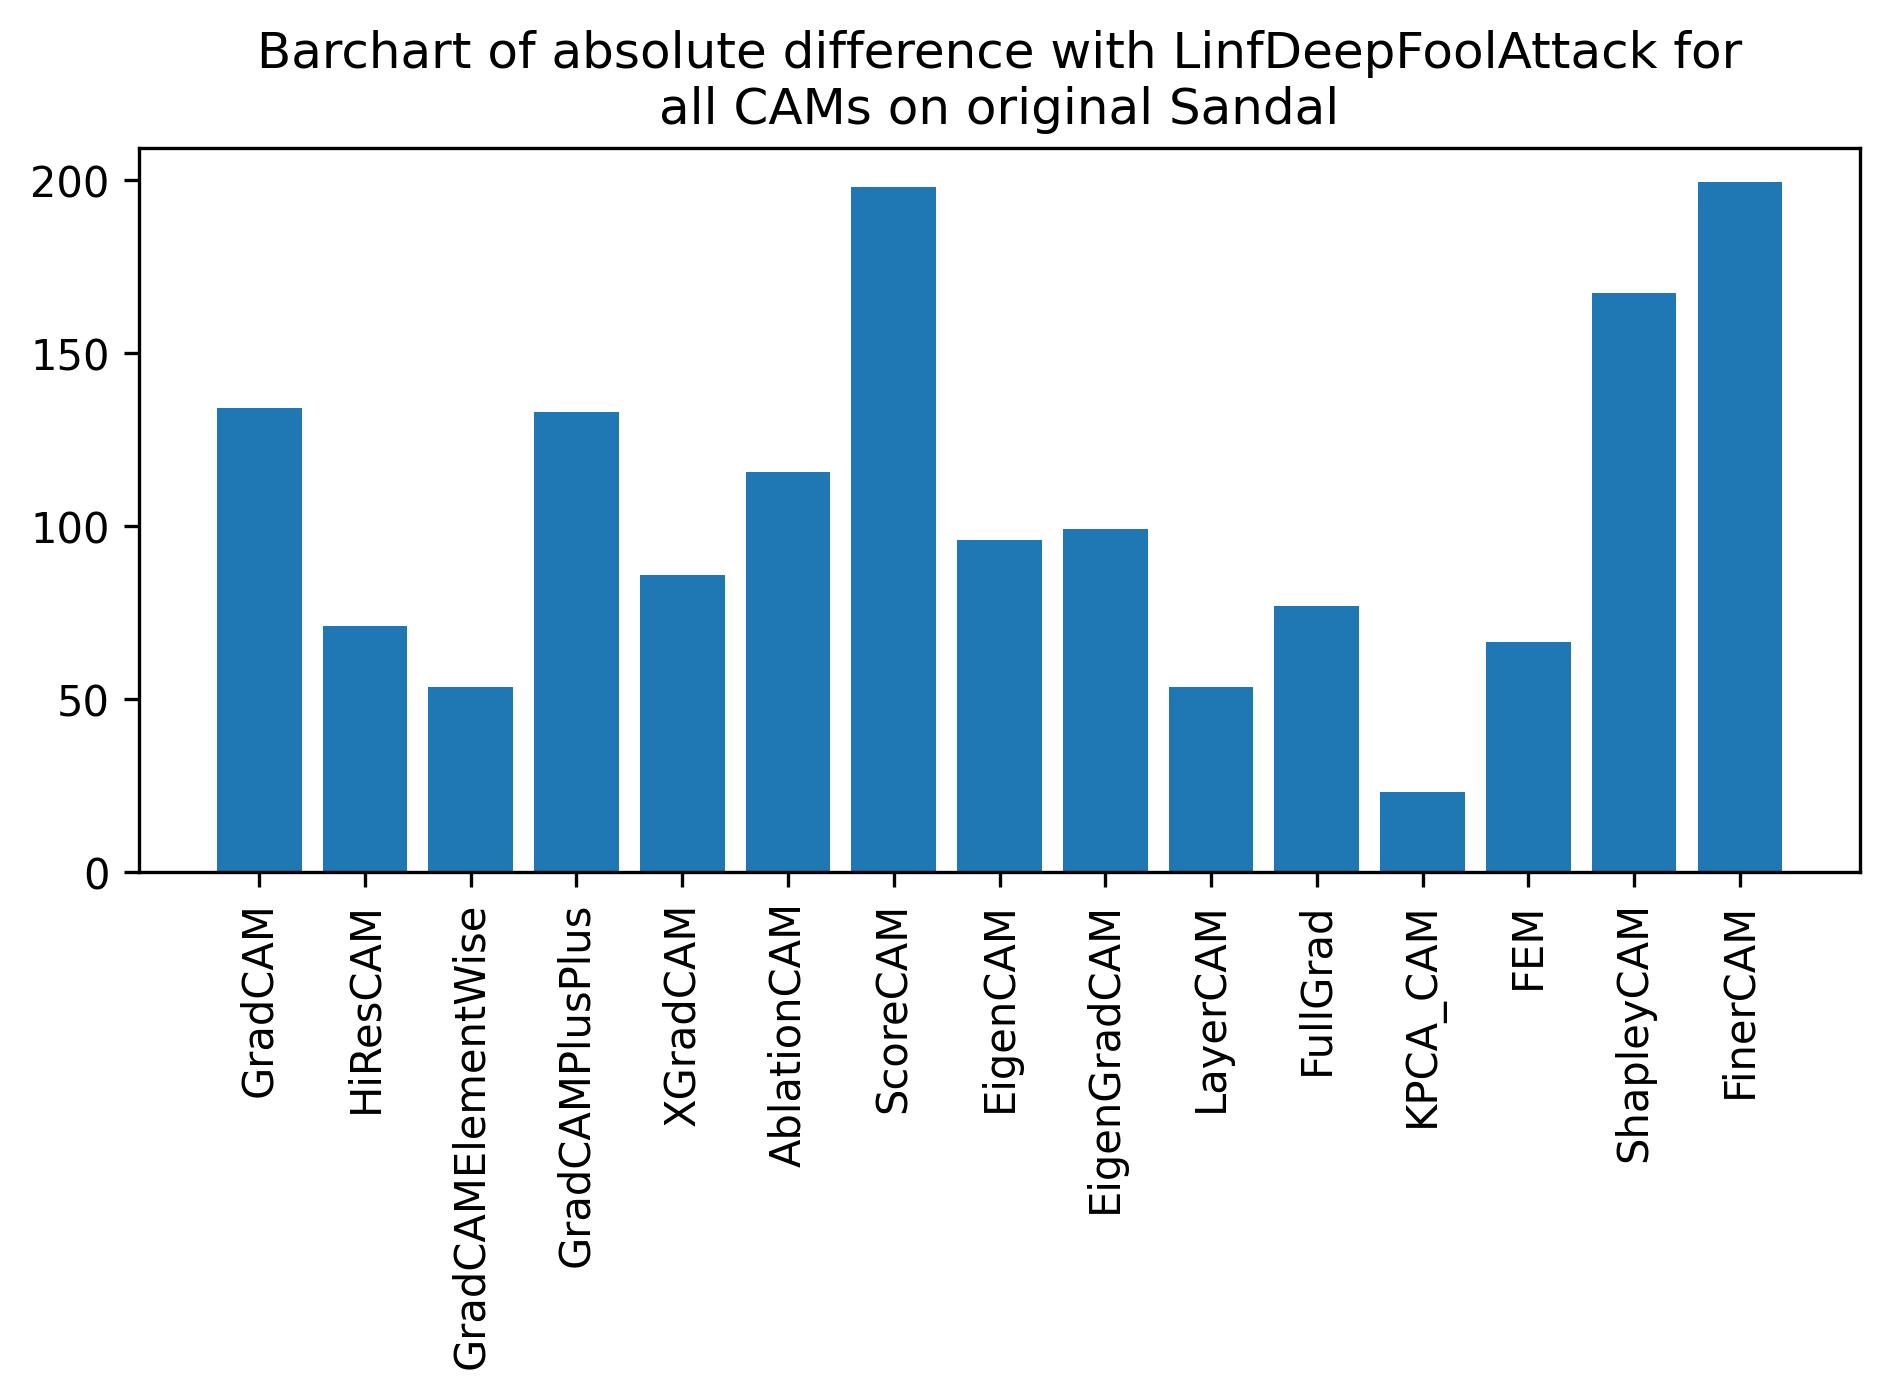 Barchart of absolute difference with LinfDeepFoolAttack for
all CAMs on original Sandal
200
150
100
50
0
GradCAM
HiResCAM
GradCAMElementWise
GradCAMPlusPlus
XGradCAM
AblationCAM
ScoreCAM
EigenCAM
EigenGradCAM
LayerCAM
FullGrad
KPCA_CAM
FEM
ShapleyCAM
FinerCAM